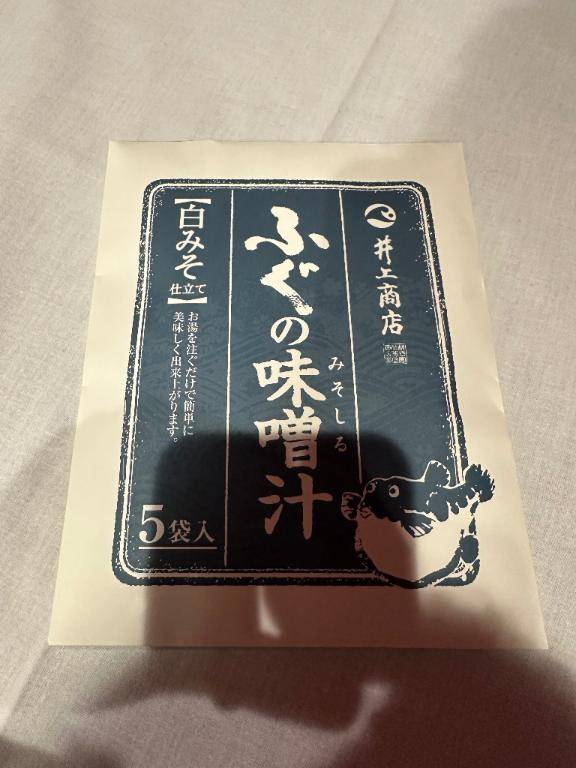 井上商店
ふぐの味噌汁
みそしる
【白みそ仕立て】
お湯を注ぐだけで簡単に
美味しく出来上がります。
5袋入